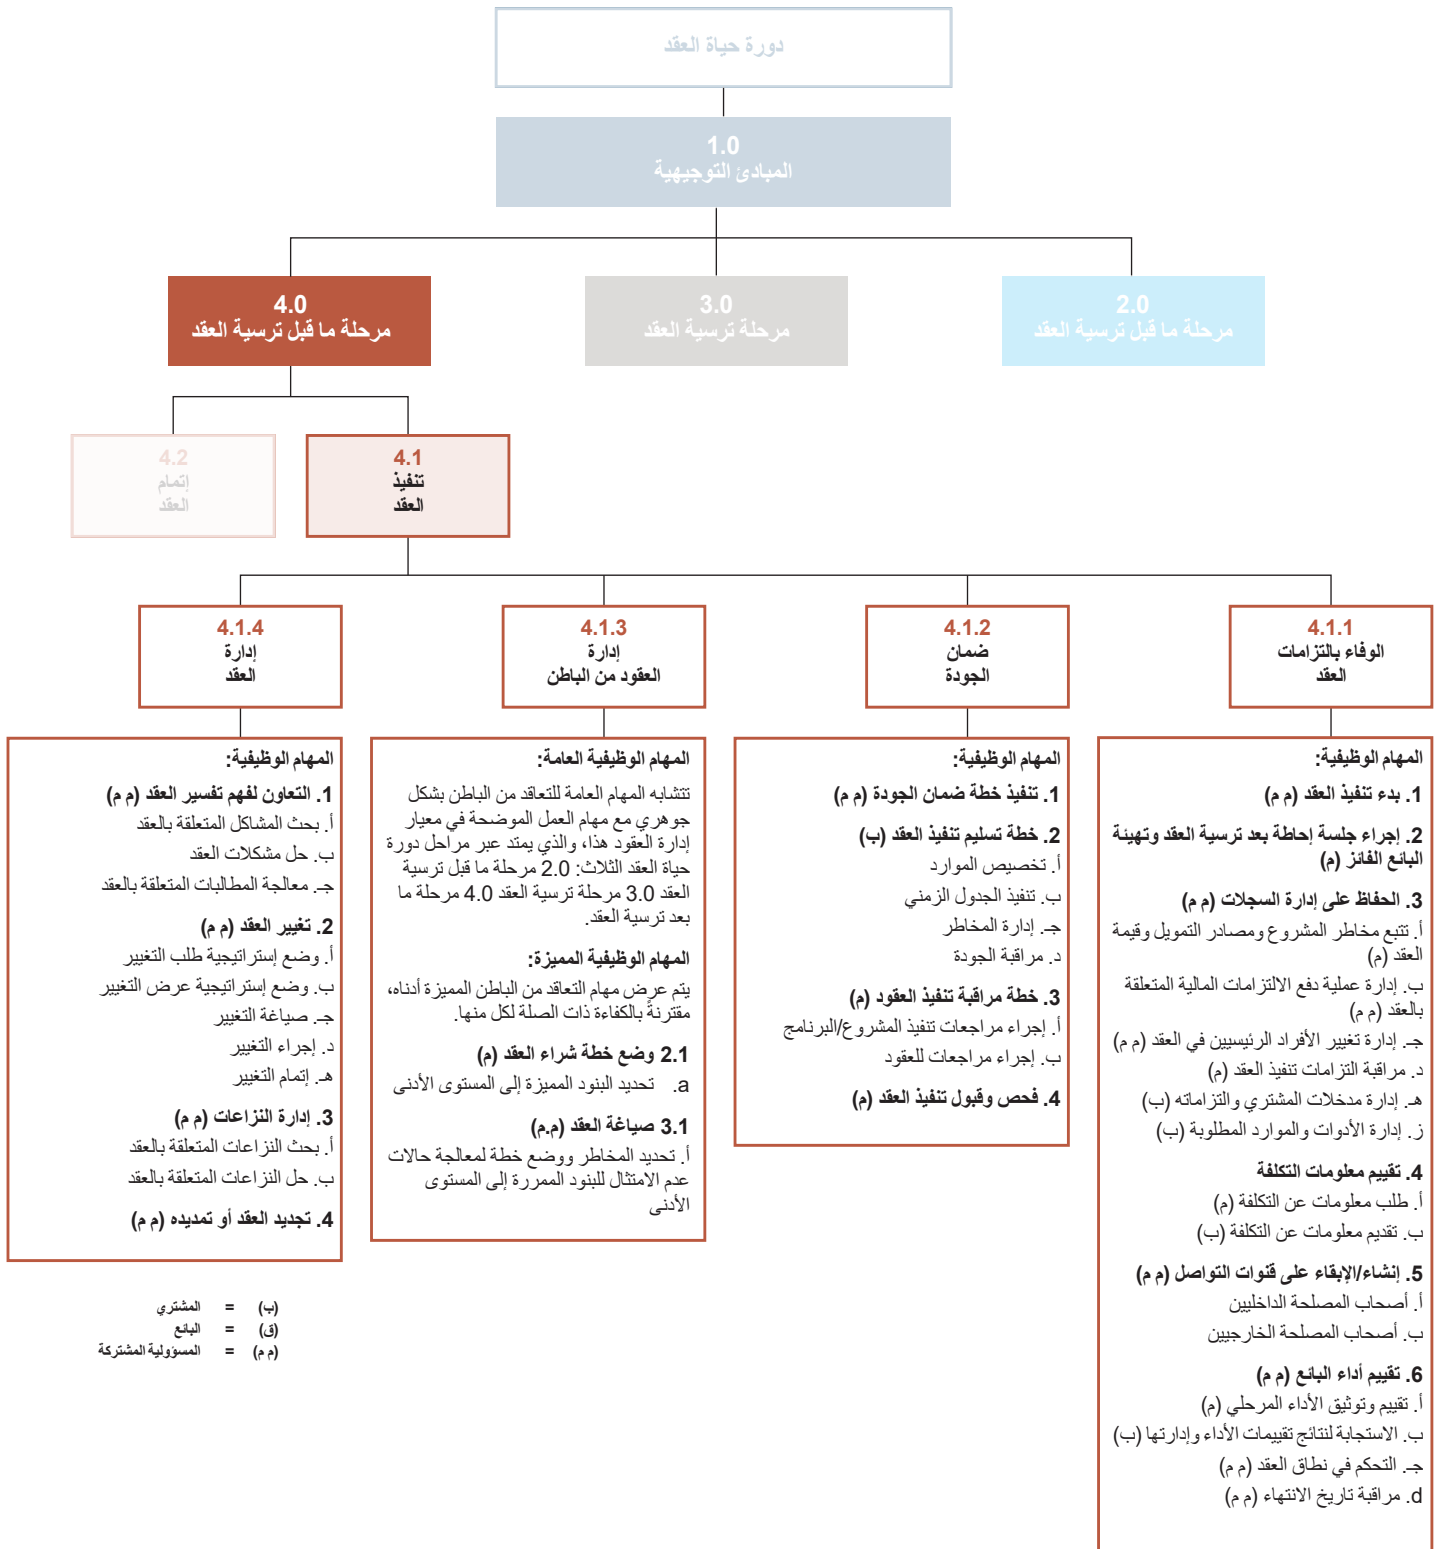 دورة حياة العقد
1.0
المبادئ التوجيهية
2.0
مرحلة ما قبل ترسية العقد
3.0
مرحلة ترسية العقد
4.0
مرحلة ما قبل ترسية العقد
4.1
تنفيذ
العقد
4.2
إتمام
العقد
4.1.1
الوفاء بالتزامات
العقد
المهام الوظيفية:
1. بدء تنفيذ العقد (م م)
2. إجراء جلسة إحاطة بعد ترسية العقد وتهيئة
البائع الفائز (م)
3. الحفاظ على إدارة السجلات (م م)
أ. تتبع مخاطر المشروع ومصادر التمويل وقيمة
العقد (م)
ب. إدارة عملية دفع الالتزامات المالية المتعلقة
بالعقد (م م)
جـ. إدارة تغيير الأفراد الرئيسيين في العقد (م م)
د. مراقبة التزامات تنفيذ العقد (م)
هـ. إدارة مدخلات المشتري والتزاماته (ب)
ز. إدارة الأدوات والموارد المطلوبة (ب)
4. تقييم معلومات التكلفة
أ. طلب معلومات عن التكلفة (م)
ب. تقديم معلومات عن التكلفة (ب)
5. إنشاء/الإبقاء على قنوات التواصل (م م)
أ. أصحاب المصلحة الداخليين
ب. أصحاب المصلحة الخارجيين
6. تقييم أداء البائع (م م)
أ. تقييم وتوثيق الأداء المرحلي (م)
ب. الاستجابة لنتائج تقييمات الأداء وإدارتها (ب)
جـ. التحكم في نطاق العقد (م م)
d. مراقبة تاريخ الانتهاء (م م)
4.1.2
ضمان
الجودة
المهام الوظيفية:
1. تنفيذ خطة ضمان الجودة (م م)
2. خطة تسليم تنفيذ العقد (ب)
أ. تخصيص الموارد
ب. تنفيذ الجدول الزمني
جـ. إدارة المخاطر
د. مراقبة الجودة
3. خطة مراقبة تنفيذ العقود (م)
أ. إجراء مراجعات تنفيذ المشروع/البرنامج
ب. إجراء مراجعات للعقود
4. فحص وقبول تنفيذ العقد (م)
4.1.3
إدارة
العقود من الباطن
المهام الوظيفية العامة:
تتشابه المهام العامة للتعاقد من الباطن بشكل
جوهري مع مهام العمل الموضحة في معيار
إدارة العقود هذا، والذي يمتد عبر مراحل دورة
حياة العقد الثلاث: 2.0 مرحلة ما قبل ترسية
العقد 3.0 مرحلة ترسية العقد 4.0 مرحلة ما
بعد ترسية العقد.
المهام الوظيفية المميزة:
يتم عرض مهام التعاقد من الباطن المميزة أدناه،
مقترنةً بالكفاءة ذات الصلة لكل منها.
2.1 وضع خطة شراء العقد (م)
a. تحديد البنود المميزة إلى المستوى الأدنى
3.1 صياغة العقد (م.م)
أ. تحديد المخاطر ووضع خطة لمعالجة حالات
عدم الامتثال للبنود الممررة إلى المستوى
الأدنى
4.1.4
إدارة
العقد
المهام الوظيفية:
1. التعاون لفهم تفسير العقد (م م)
أ. بحث المشاكل المتعلقة بالعقد
ب. حل مشكلات العقد
جـ. معالجة المطالبات المتعلقة بالعقد
2. تغيير العقد (م م)
أ. وضع إستراتيجية طلب التغيير
ب. وضع إستراتيجية عرض التغيير
جـ. صياغة التغيير
د. إجراء التغيير
هـ. إتمام التغيير
3. إدارة النزاعات (م م)
أ. بحث النزاعات المتعلقة بالعقد
ب. حل النزاعات المتعلقة بالعقد
4. تجديد العقد أو تمديده (م م)
(ب) = المشتري
(ق) = البائع
(م م) = المسؤولية المشتركة